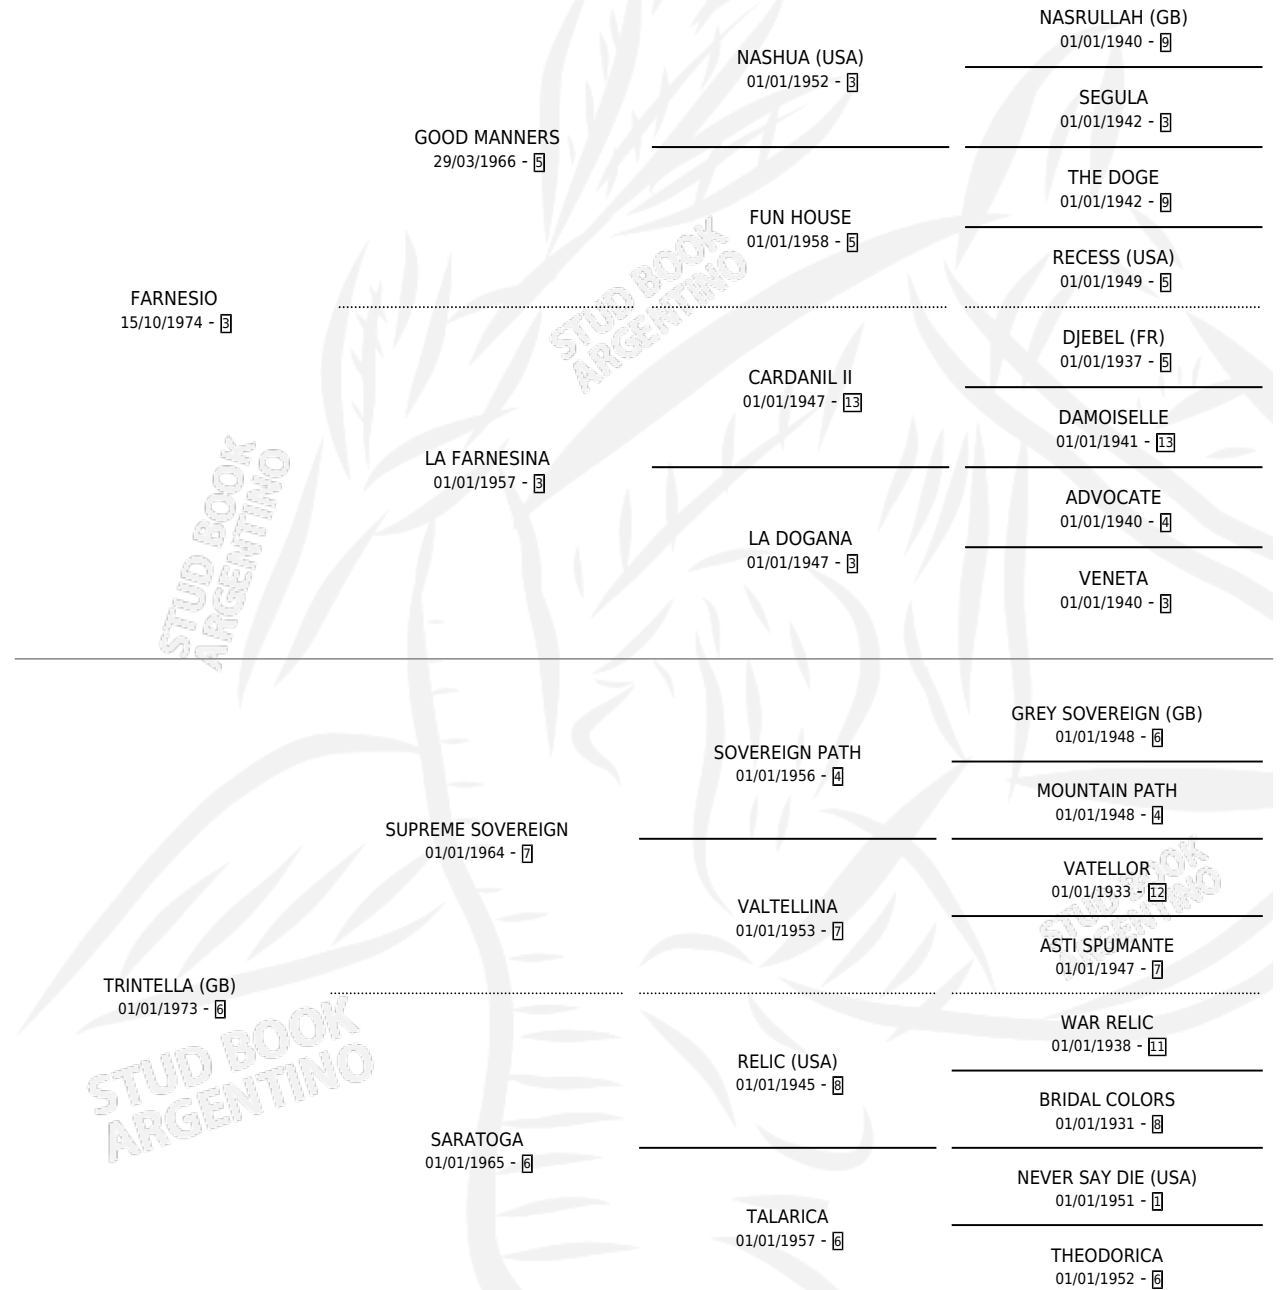 NASRULLAH (GB)
01/01/1940 - 9
NASHUA (USA)
01/01/1952 - 3
SEGULA
01/01/1942 - 3
GOOD MANNERS
29/03/1966 - 5
THE DOGE
01/01/1942 - 9
FUN HOUSE
01/01/1958 - 5
RECESS (USA)
01/01/1949 - 5
FARNESIO
15/10/1974 - 3
DJEBEL (FR)
01/01/1937 - 5
CARDANIL II
01/01/1947 - 13
DAMOISELLE
01/01/1941 - 13
LA FARNESINA
01/01/1957 - 3
ADVOCATE
01/01/1940 - 4
LA DOGANA
01/01/1947 - 3
VENETA
01/01/1940 - 3
GREY SOVEREIGN (GB)
01/01/1948 - 6
SOVEREIGN PATH
01/01/1956 - 4
MOUNTAIN PATH
01/01/1948 - 4
SUPREME SOVEREIGN
01/01/1964 - 7
VATELLOR
01/01/1933 - 12
VALTELLINA
01/01/1953 - 7
ASTI SPUMANTE
01/01/1947 - 7
TRINTELLA (GB)
01/01/1973 - 6
WAR RELIC
01/01/1938 - 11
RELIC (USA)
01/01/1945 - 8
BRIDAL COLORS
01/01/1931 - 8
SARATOGA
01/01/1965 - 6
NEVER SAY DIE (USA)
01/01/1951 - 1
TALARICA
01/01/1957 - 6
THEODORICA
01/01/1952 - 6
STUD BOOK
ARGENTINO
STUD BOOK
ARGENTINO
STUD BOOK
ARGENTINO
STUD BOOK
ARGENTINO